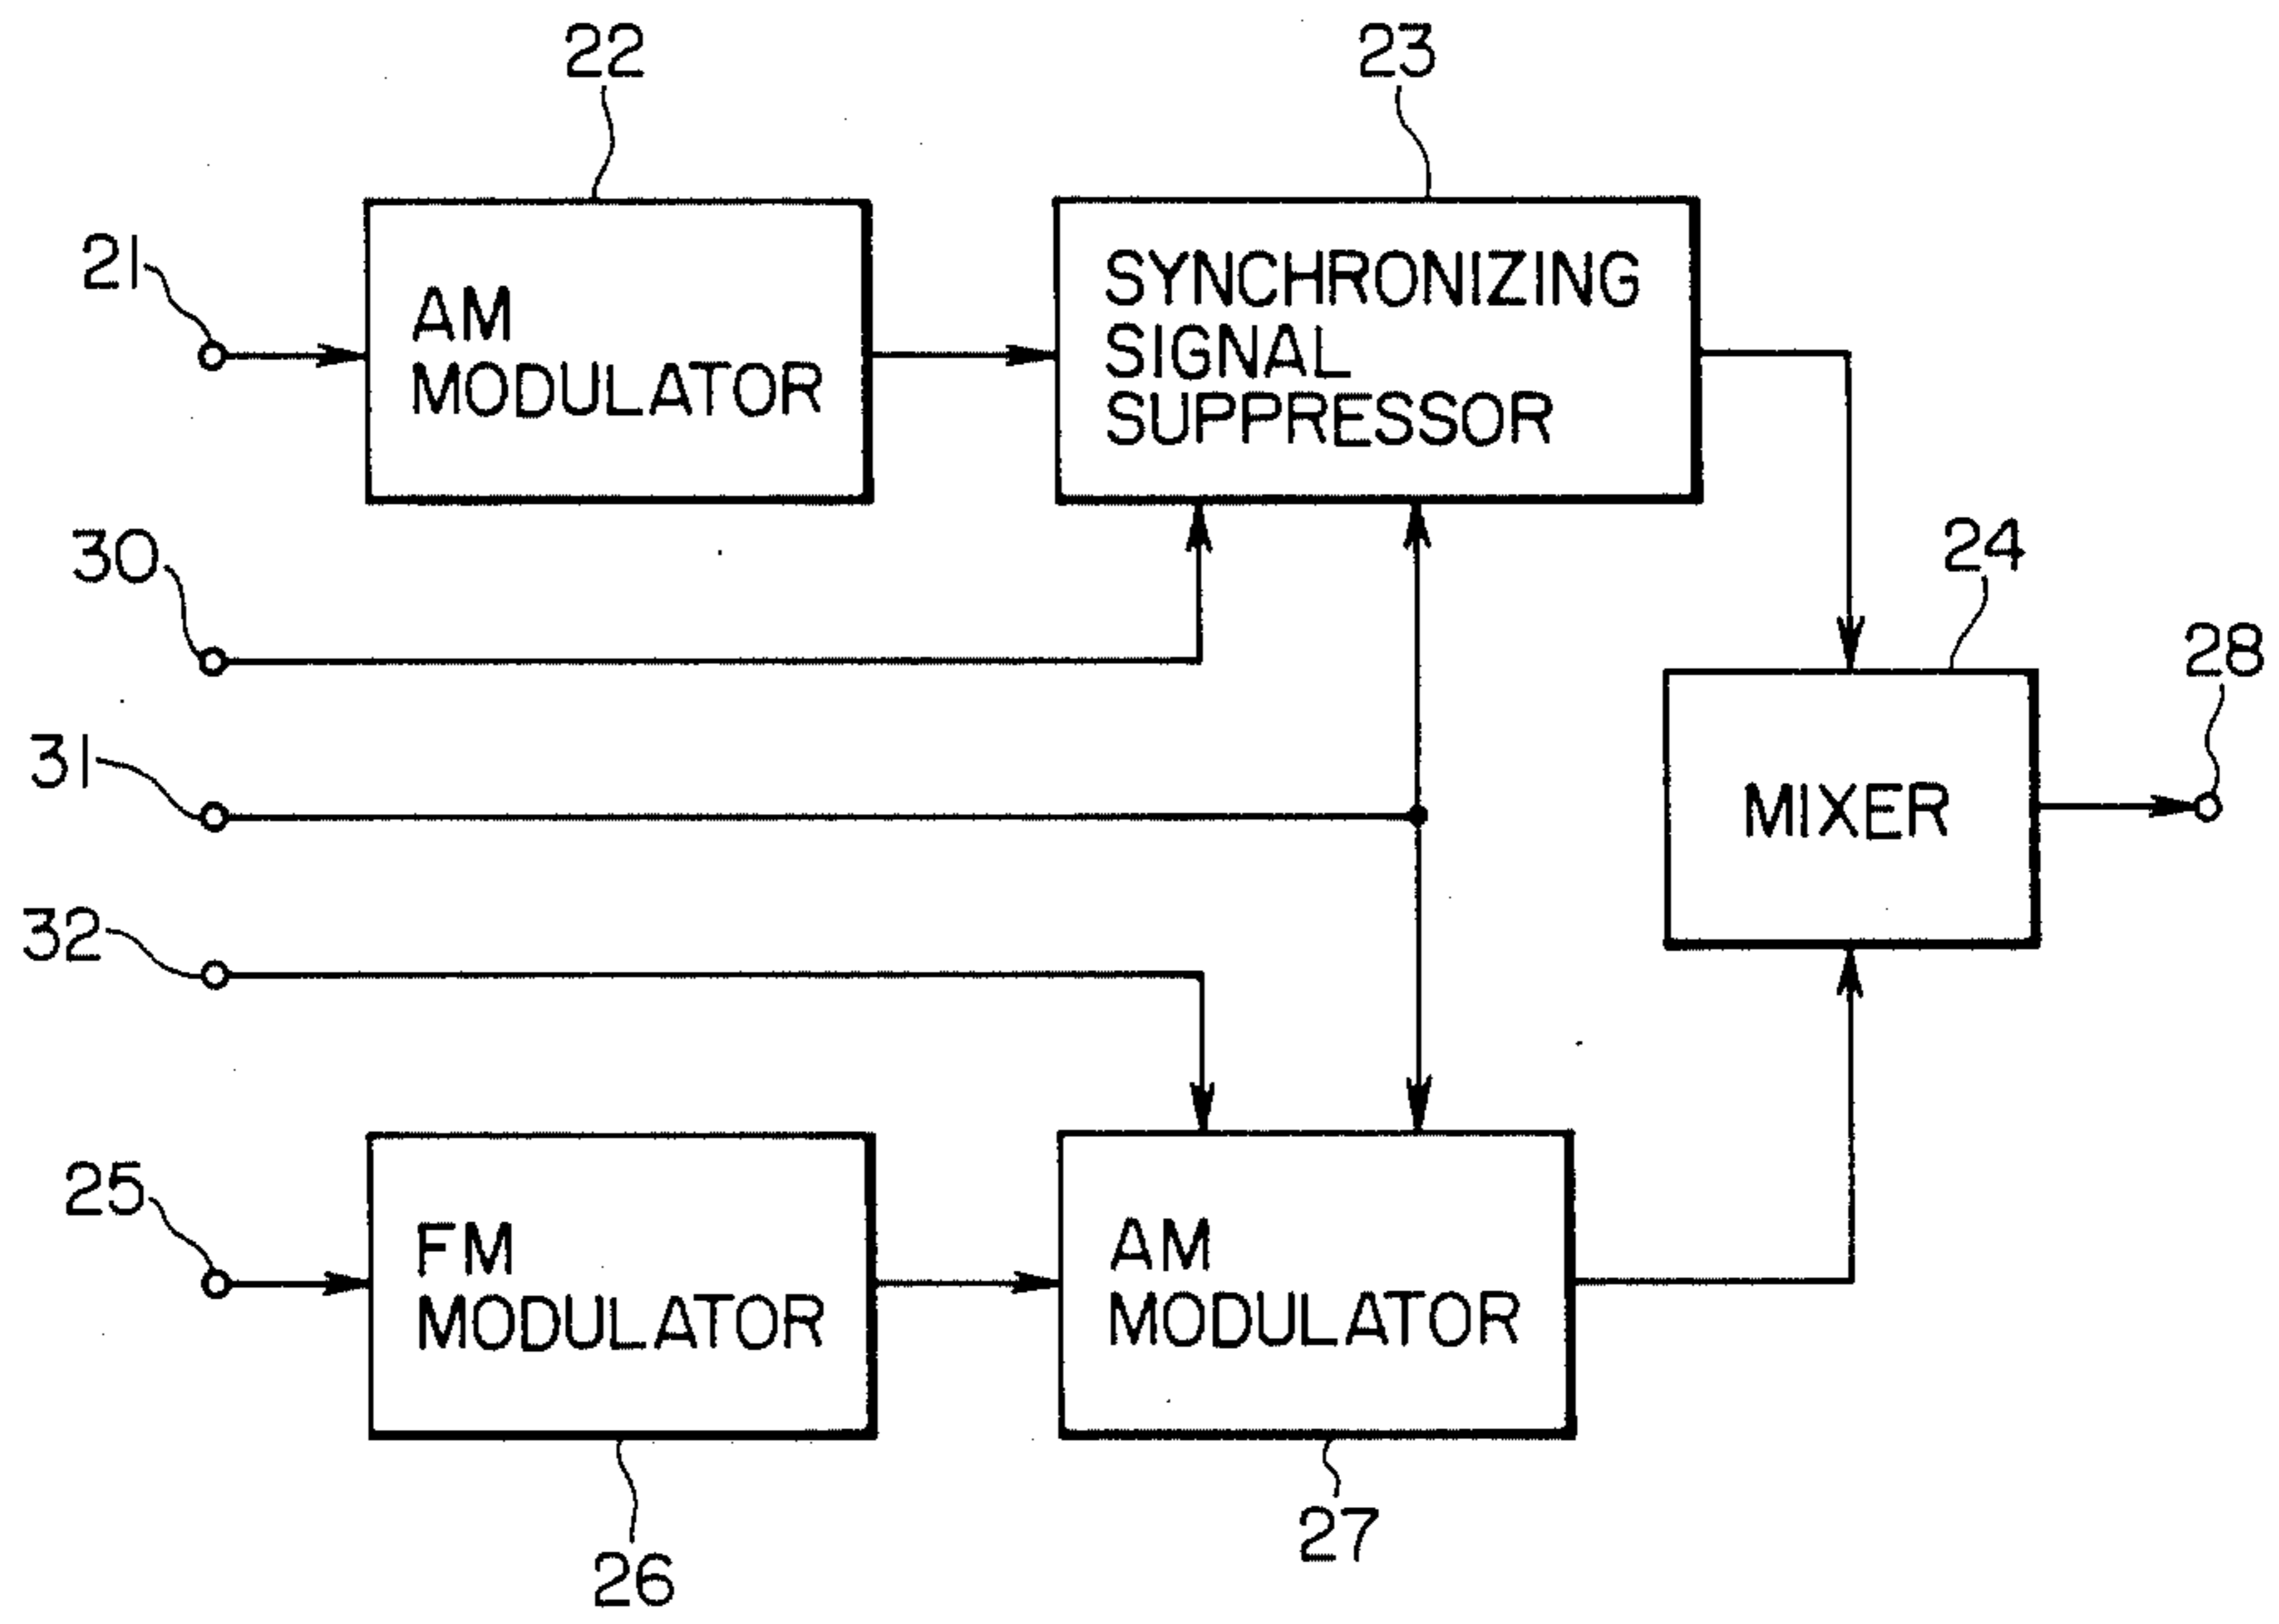 22
23
21
AM
MODULATOR
SYNCHRONIZING
SIGNAL
SUPPRESSOR
30
24
28
31
MIXER
32
25
FM
MODULATOR
AM
MODULATOR
27
26